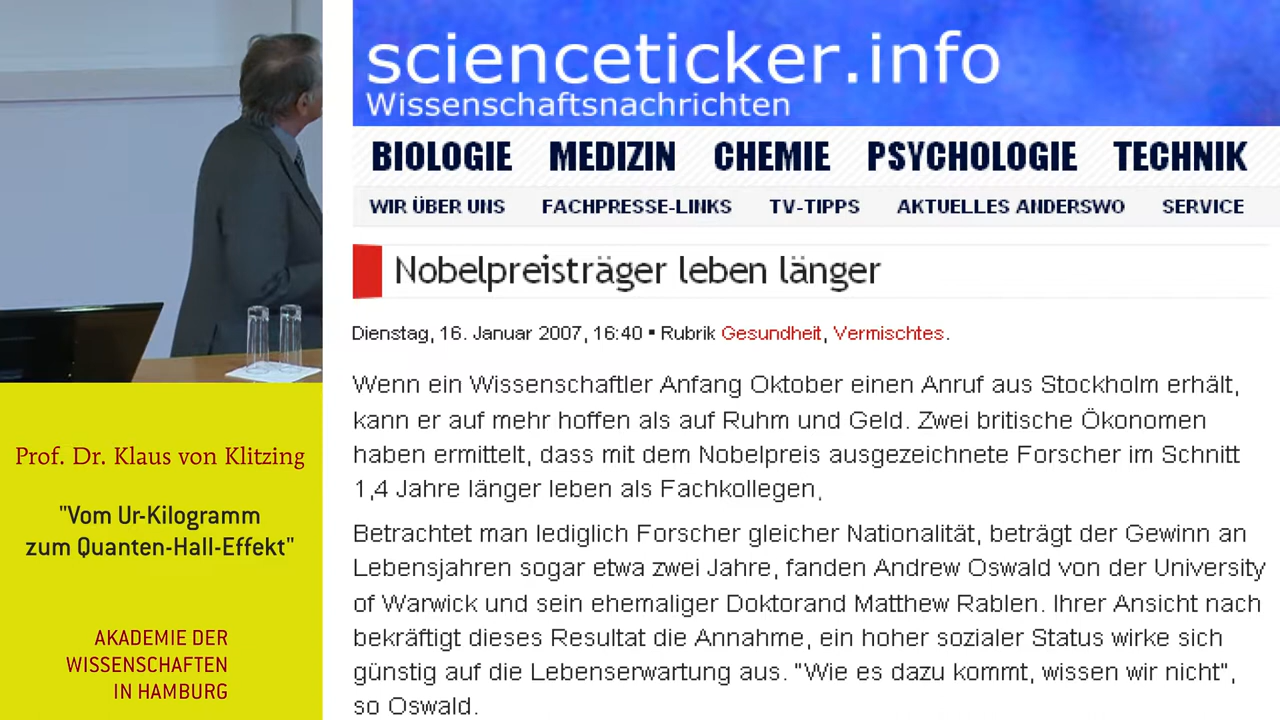 scienceticker.info
Wissenschaftsnachrichten
BIOLOGIE MEDIZIN CHEMIE PSYCHOLOGIE TECHNIK
WIR ÜBER UNS FACHPRESSE-LINKS TV-TIPPS AKTUELLES ANDERSWO SERVICE
Nobelpreisträger leben länger
Dienstag, 16. Januar 2007, 16:40 ▪ Rubrik Gesundheit, Vermischtes.
Wenn ein Wissenschaftler Anfang Oktober einen Anruf aus Stockholm erhält,
kann er auf mehr hoffen als auf Ruhm und Geld. Zwei britische Ökonomen
haben ermittelt, dass mit dem Nobelpreis ausgezeichnete Forscher im Schnitt
1,4 Jahre länger leben als Fachkollegen,
Betrachtet man lediglich Forscher gleicher Nationalität, beträgt der Gewinn an
Lebensjahren sogar etwa zwei Jahre, fanden Andrew Oswald von der University
of Warwick und sein ehemaliger Doktorand Matthew Rablen. Ihrer Ansicht nach
bekräftigt dieses Resultat die Annahme, ein hoher sozialer Status wirke sich
günstig auf die Lebenserwartung aus. "Wie es dazu kommt, wissen wir nicht",
so Oswald.
Prof. Dr. Klaus von Klitzing
"Vom Ur-Kilogramm
zum Quanten-Hall-Effekt"
AKADEMIE DER
WISSENSCHAFTEN
IN HAMBURG